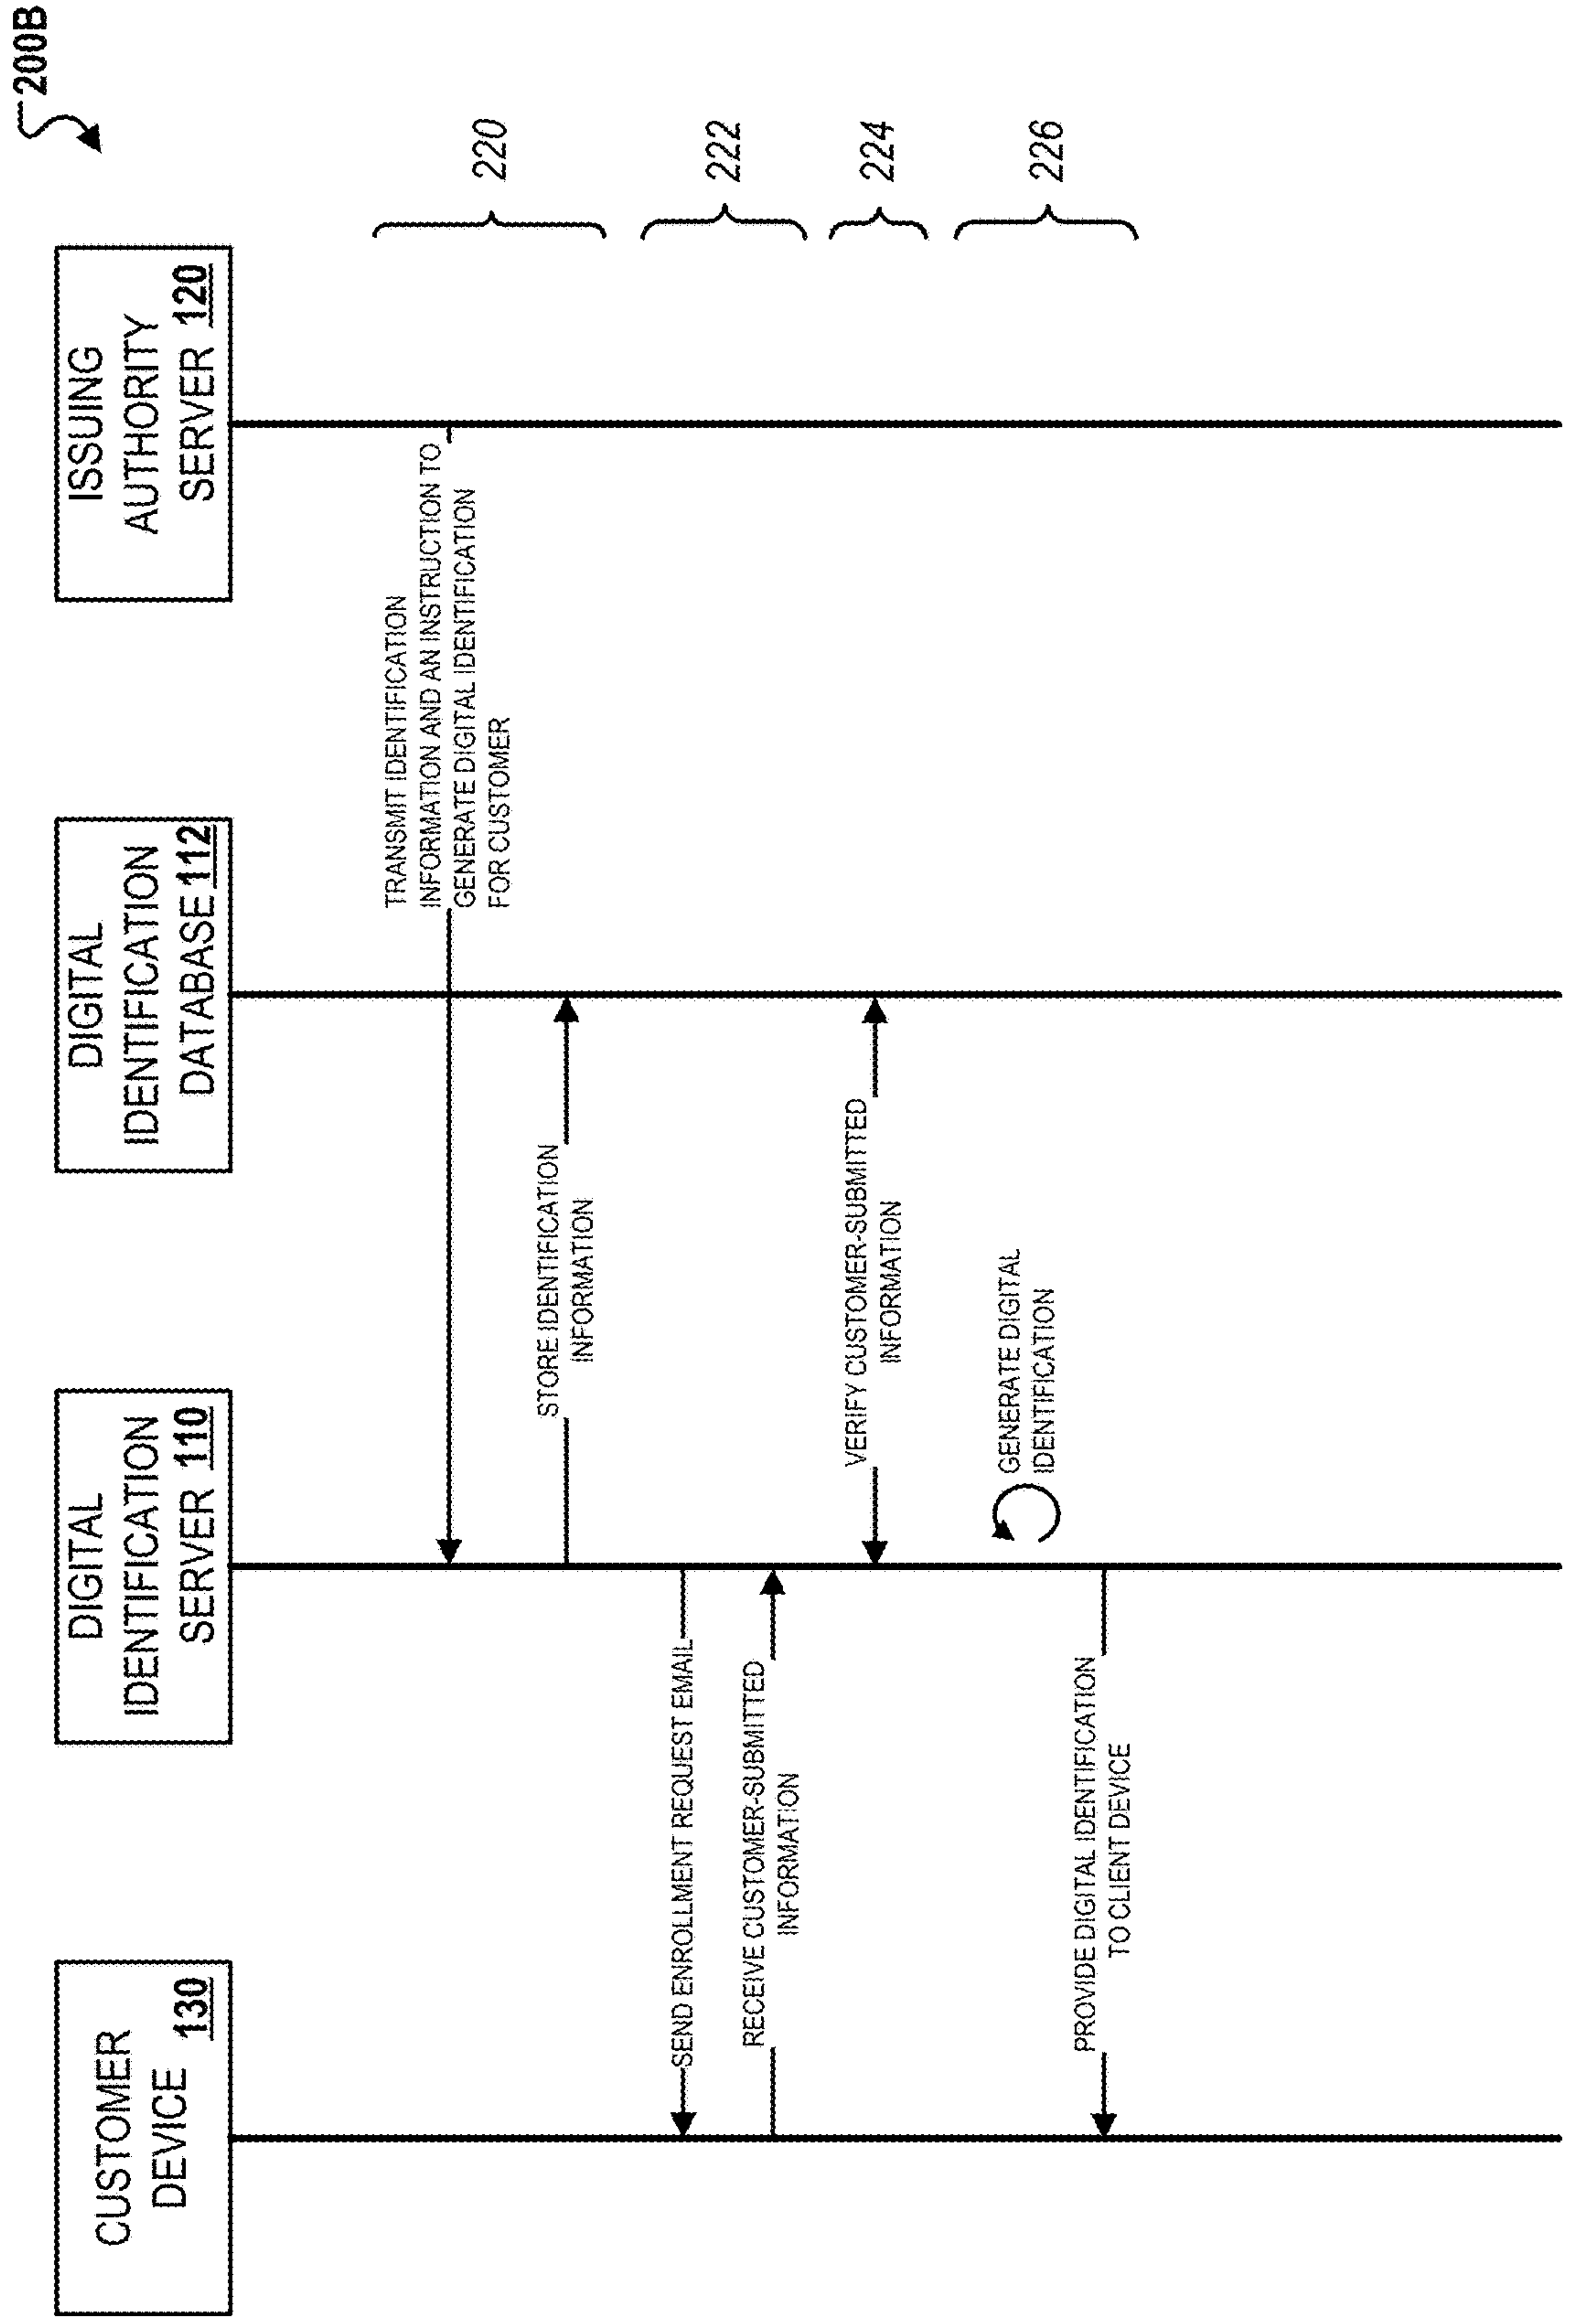 200B
CUSTOMER
DEVICE 130
DIGITAL
IDENTIFICATION
SERVER 110
DIGITAL
IDENTIFICATION
DATABASE 112
ISSUING
AUTHORITY
SERVER 120
TRANSMIT IDENTIFICATION
INFORMATION AND AN INSTRUCTION TO
GENERATE DIGITAL IDENTIFICATION
FOR CUSTOMER
220
STORE IDENTIFICATION
INFORMATION
SEND ENROLLMENT REQUEST EMAIL
222
RECEIVE CUSTOMER-SUBMITTED
INFORMATION
VERIFY CUSTOMER-SUBMITTED
INFORMATION
224
GENERATE DIGITAL
IDENTIFICATION
226
PROVIDE DIGITAL IDENTIFICATION
TO CLIENT DEVICE